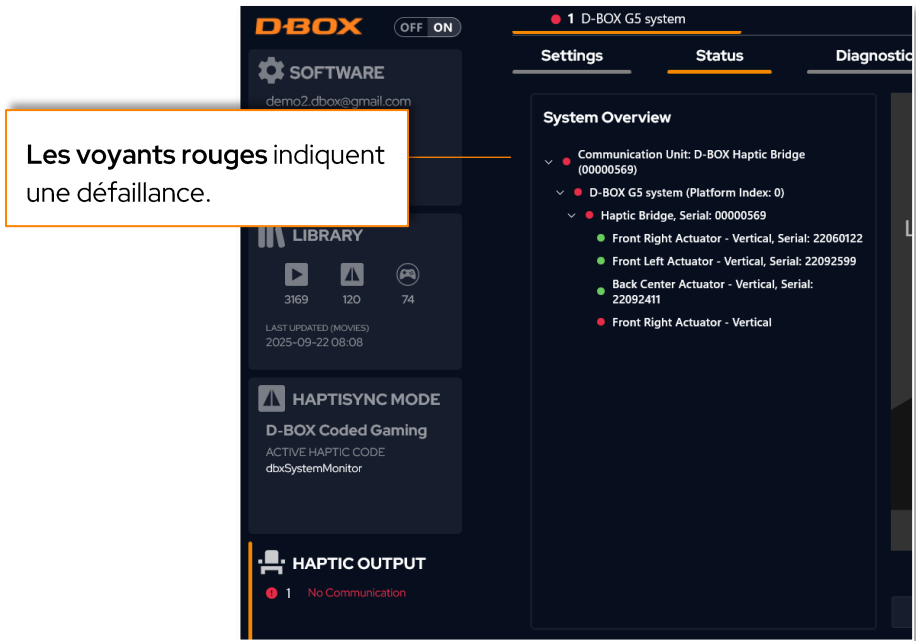 D-BOX
OFF ON
1 D-BOX G5 system
SOFTWARE
demo2.dbox@gmail.com
Les voyants rouges indiquent
une défaillance.
LIBRARY
3169 120 74
LAST UPDATED (MOVIES)
2025-09-22 08:08
HAPTISYNC MODE
D-BOX Coded Gaming
ACTIVE HAPTIC CODE
dbxSystemMonitor
HAPTIC OUTPUT
1 No Communication
Settings Status Diagnostic
System Overview
Communication Unit: D-BOX Haptic Bridge
(00000569)
D-BOX G5 system (Platform Index: 0)
Haptic Bridge, Serial: 00000569
Front Right Actuator - Vertical, Serial: 22060122
Front Left Actuator - Vertical, Serial: 22092599
Back Center Actuator - Vertical, Serial:
22092411
Front Right Actuator - Vertical